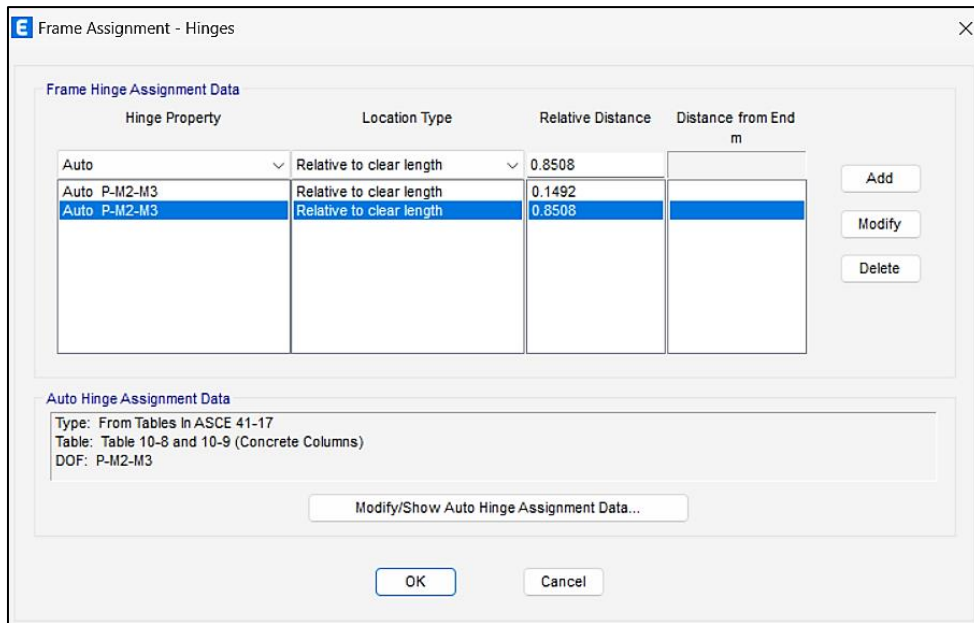 E Frame Assignment - Hinges
Frame Hinge Assignment Data
Hinge Property Location Type Relative Distance Distance from End
m
Auto Relative to clear length 0.8508
Auto P-M2-M3 Relative to clear length 0.1492
Auto P-M2-M3 Relative to clear length 0.8508
Add
Modify
Delete
Auto Hinge Assignment Data
Type: From Tables In ASCE 41-17
Table: Table 10-8 and 10-9 (Concrete Columns)
DOF: P-M2-M3
Modify/Show Auto Hinge Assignment Data...
OK Cancel